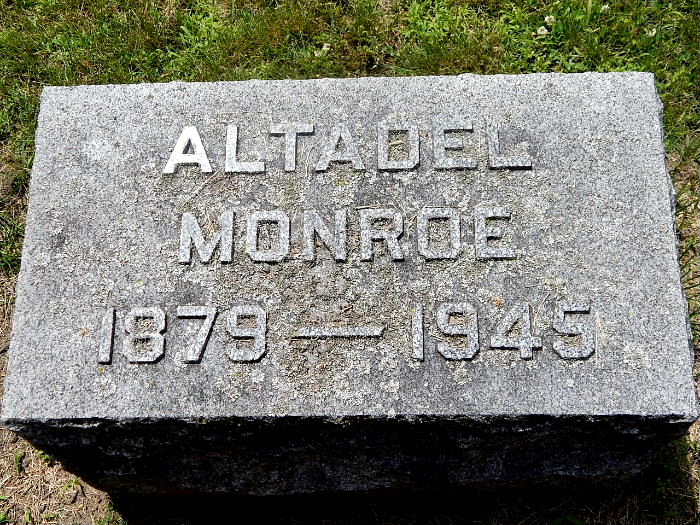 ALTADEL
MONROE
1879 — 1945